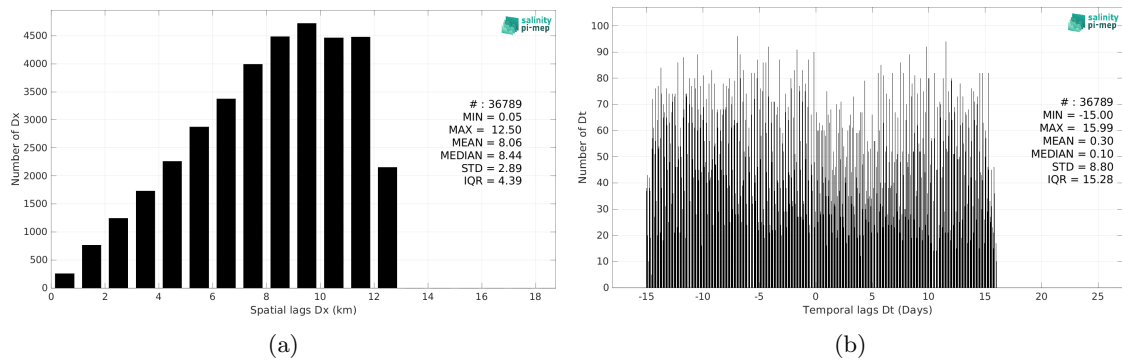 salinity
pi-mep
# : 36789
MIN = 0.05
MAX = 12.50
MEAN = 8.06
MEDIAN = 8.44
STD = 2.89
IQR = 4.39
Number of Dx
4500
4000
3500
3000
2500
2000
1500
1000
500
0
0 2 4 6 8 10 12 14 16 18
Spatial lags Dx (km)
(a)
salinity
pi-mep
# : 36789
MIN = -15.00
MAX = 15.99
MEAN = 0.30
MEDIAN = 0.10
STD = 8.80
IQR = 15.28
Number of Dt
100
90
80
70
60
50
40
30
20
10
0
-15 -10 -5 0 5 10 15 20 25
Temporal lags Dt (Days)
(b)